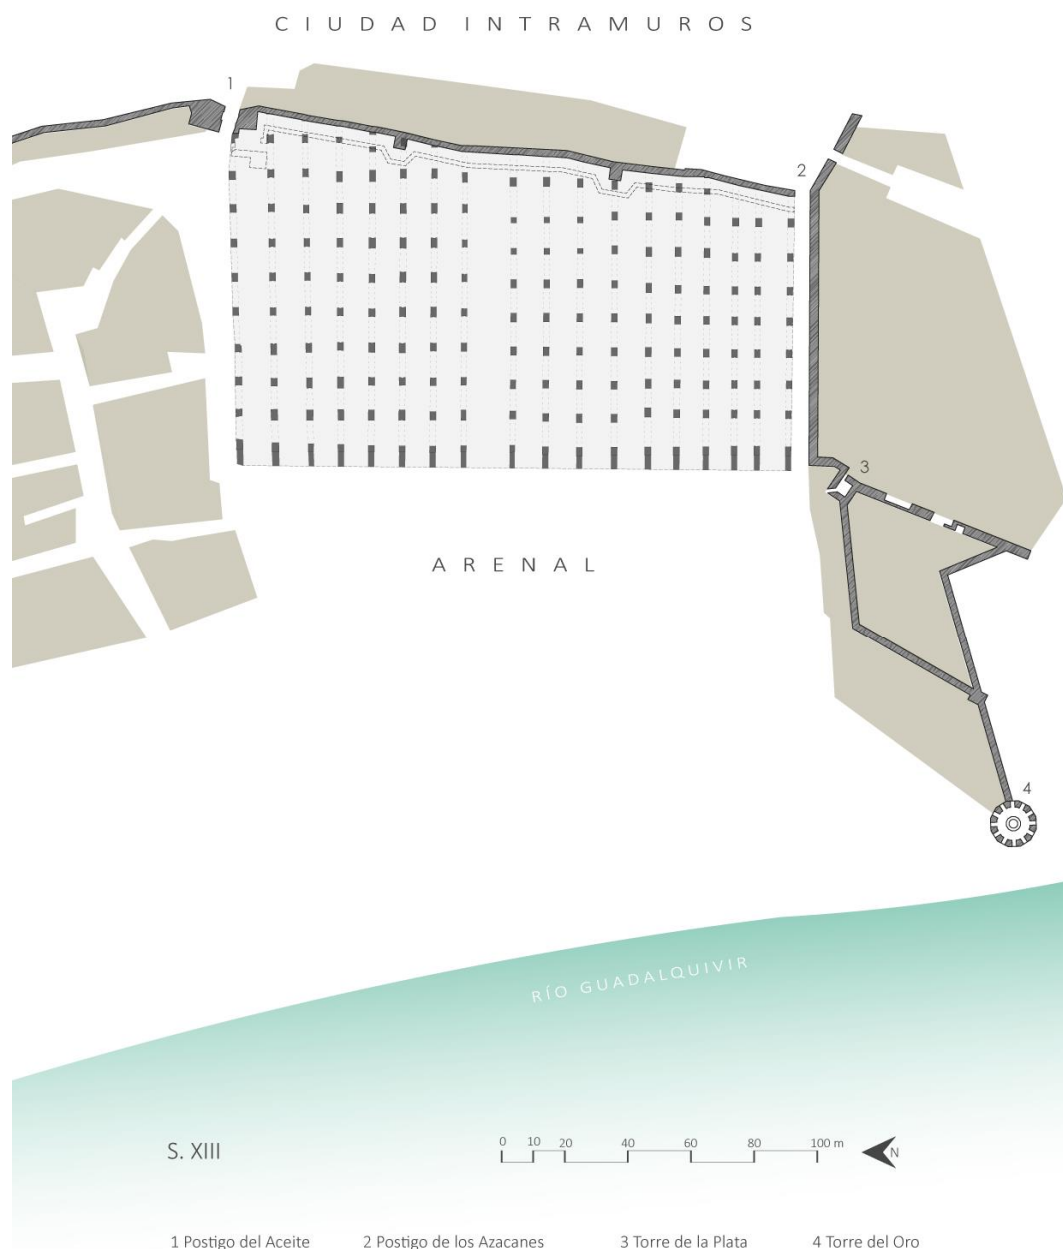 CIUDAD INTRAMUROS
1
2
3
ARENAL
4
RÍO GUADALQUIVIR
S. XIII
0 10 20 40 60 80 100 m
N
1 Postigo del Aceite 2 Postigo de los Azacanes 3 Torre de la Plata 4 Torre del Oro